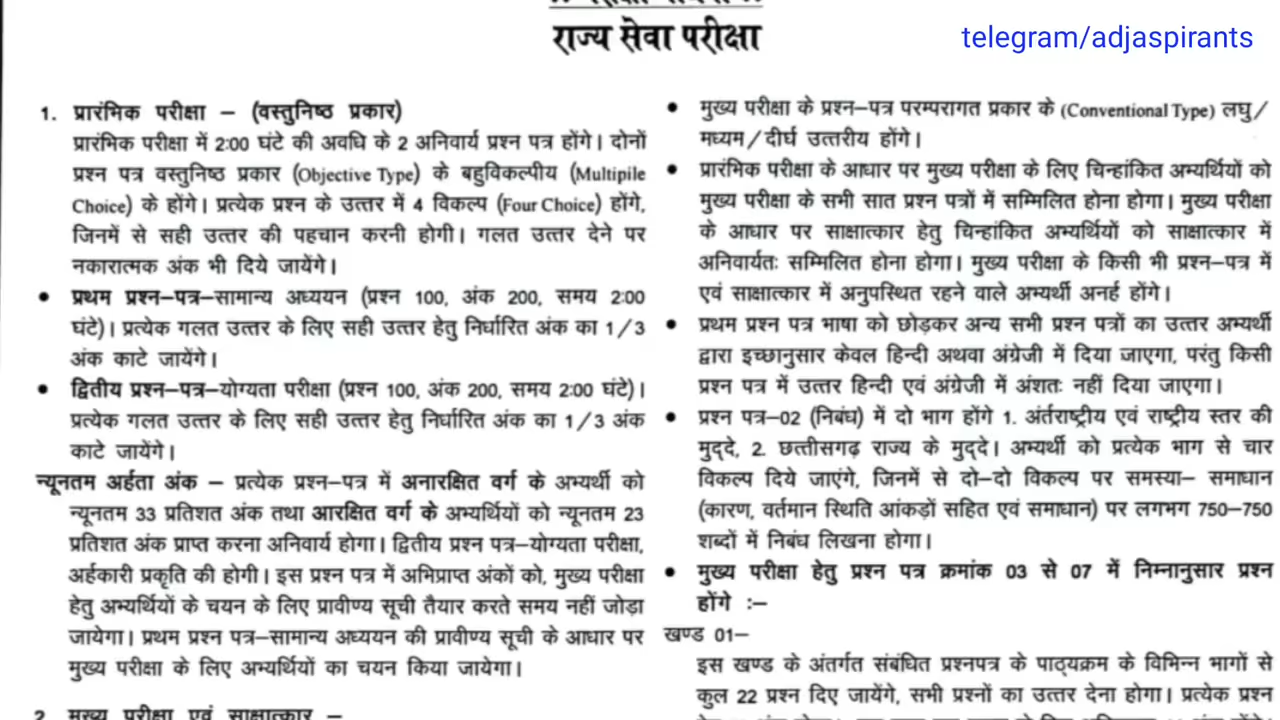 राज्य सेवा परीक्षा
telegram/adjaspirants
1. प्रारंभिक परीक्षा – (वस्तुनिष्ठ प्रकार)
प्रारंभिक परीक्षा में 2:00 घंटे की अवधि के 2 अनिवार्य प्रश्न पत्र होंगे। दोनों
प्रश्न पत्र वस्तुनिष्ठ प्रकार (Objective Type) के बहुविकल्पीय (Multipile
Choice) के होंगे। प्रत्येक प्रश्न के उत्तर में 4 विकल्प (Four Choice) होंगे,
जिनमें से सही उत्तर की पहचान करनी होगी। गलत उत्तर देने पर
नकारात्मक अंक भी दिये जायेंगे।
• प्रथम प्रश्न–पत्र–सामान्य अध्ययन (प्रश्न 100, अंक 200, समय 2:00
घंटे)। प्रत्येक गलत उत्तर के लिए सही उत्तर हेतु निर्धारित अंक का 1/3
अंक काटे जायेंगे।
• द्वितीय प्रश्न–पत्र–योग्यता परीक्षा (प्रश्न 100, अंक 200, समय 2:00 घंटे)।
प्रत्येक गलत उत्तर के लिए सही उत्तर हेतु निर्धारित अंक का 1/3 अंक
काटे जायेंगे।
न्यूनतम अर्हता अंक – प्रत्येक प्रश्न–पत्र में अनारक्षित वर्ग के अभ्यर्थी को
न्यूनतम 33 प्रतिशत अंक तथा आरक्षित वर्ग के अभ्यर्थियों को न्यूनतम 23
प्रतिशत अंक प्राप्त करना अनिवार्य होगा। द्वितीय प्रश्न पत्र–योग्यता परीक्षा,
अर्हकारी प्रकृति की होगी। इस प्रश्न पत्र में अभिप्राप्त अंकों को, मुख्य परीक्षा
हेतु अभ्यर्थियों के चयन के लिए प्रावीण्य सूची तैयार करते समय नहीं जोड़ा
जायेगा। प्रथम प्रश्न पत्र–सामान्य अध्ययन की प्रावीण्य सूची के आधार पर
मुख्य परीक्षा के लिए अभ्यर्थियों का चयन किया जायेगा।
2. मुख्य परीक्षा एवं साक्षात्कार –
• मुख्य परीक्षा के प्रश्न–पत्र परम्परागत प्रकार के (Conventional Type) लघु/
मध्यम/दीर्घ उत्तरीय होंगे।
• प्रारंभिक परीक्षा के आधार पर मुख्य परीक्षा के लिए चिन्हांकित अभ्यर्थियों को
मुख्य परीक्षा के सभी सात प्रश्न पत्रों में सम्मिलित होना होगा। मुख्य परीक्षा
के आधार पर साक्षात्कार हेतु चिन्हांकित अभ्यर्थियों को साक्षात्कार में
अनिवार्यतः सम्मिलित होना होगा। मुख्य परीक्षा के किसी भी प्रश्न–पत्र में
एवं साक्षात्कार में अनुपस्थित रहने वाले अभ्यर्थी अनर्ह होंगे।
• प्रथम प्रश्न पत्र भाषा को छोड़कर अन्य सभी प्रश्न पत्रों का उत्तर अभ्यर्थी
द्वारा इच्छानुसार केवल हिन्दी अथवा अंग्रेजी में दिया जाएगा, परंतु किसी
प्रश्न पत्र में उत्तर हिन्दी एवं अंग्रेजी में अंशतः नहीं दिया जाएगा।
• प्रश्न पत्र–02 (निबंध) में दो भाग होंगे 1. अंर्तराष्ट्रीय एवं राष्ट्रीय स्तर की
मुद्दे, 2. छत्तीसगढ़ राज्य के मुद्दे। अभ्यर्थी को प्रत्येक भाग से चार
विकल्प दिये जाएंगे, जिनमें से दो–दो विकल्प पर समस्या– समाधान
(कारण, वर्तमान स्थिति आंकड़ों सहित एवं समाधान) पर लगभग 750–750
शब्दों में निबंध लिखना होगा।
• मुख्य परीक्षा हेतु प्रश्न पत्र क्रमांक 03 से 07 में निम्नानुसार प्रश्न
होंगे :–
खण्ड 01–
इस खण्ड के अंतर्गत संबंधित प्रश्नपत्र के पाठ्यक्रम के विभिन्न भागों से
कुल 22 प्रश्न दिए जायेंगे, सभी प्रश्नों का उत्तर देना होगा। प्रत्येक प्रश्न